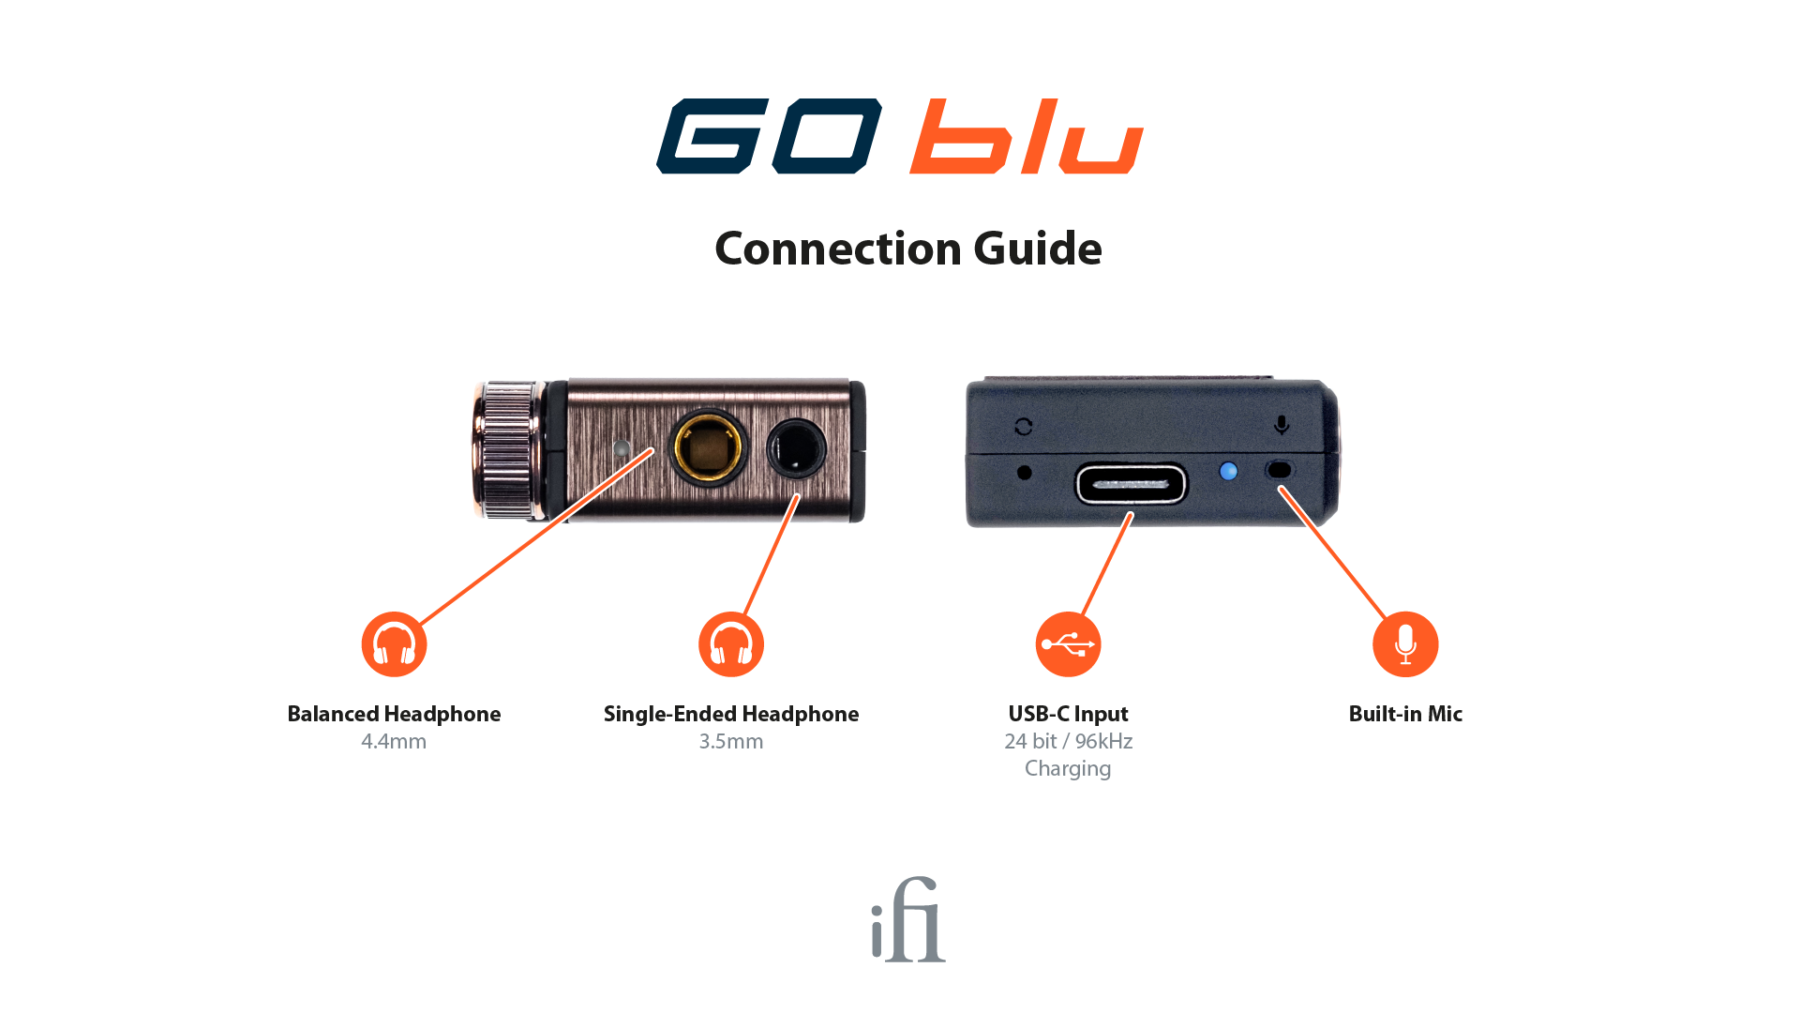 GO blu
Connection Guide
Balanced Headphone
4.4mm
Single-Ended Headphone
3.5mm
USB-C Input
24 bit / 96kHz
Charging
Built-in Mic
ifi